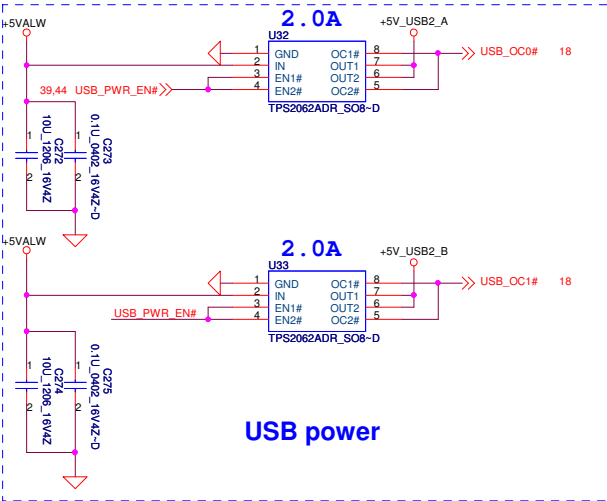 +5VALW
2.0A
+5V_USB2_A
U32
1 GND OC1# 8 USB_OC0# 18
2 IN OUT1 7
3 EN1# OUT2 6
39,44 USB_PWR_EN# 4 EN2# OC2# 5
TPS2062ADR_SO8~D
1 1
2 2
C272
10U_1206_16V4Z
C273
0.1U_0402_16V4Z~D
+5VALW
2.0A
+5V_USB2_B
U33
1 GND OC1# 8 USB_OC1# 18
2 IN OUT1 7
3 EN1# OUT2 6
USB_PWR_EN# 4 EN2# OC2# 5
TPS2062ADR_SO8~D
1 1
2 2
C274
10U_1206_16V4Z
C275
0.1U_0402_16V4Z~D
USB power